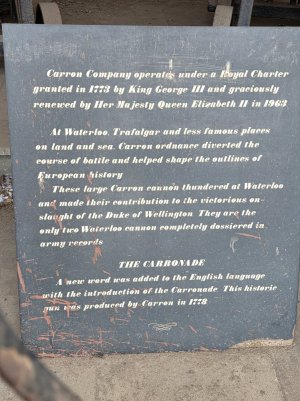 Carron Company operates under a Royal Charter
granted in 1773 by King George III and graciously
renewed by Her Majesty Queen Elizabeth II in 1963
At Waterloo, Trafalgar and less famous places
on land and sea, Carron ordnance diverted the
course of battle and helped shape the outlines of
European history
These large Carron cannon thundered at Waterloo
and made their contribution to the victorious on-
slaught of the Duke of Wellington. They are the
only two Waterloo cannon completely dossiered in
army records
THE CARRONADE
A new word was added to the English language
with the introduction of the Carronade. This historic
gun was produced by Carron in 1778